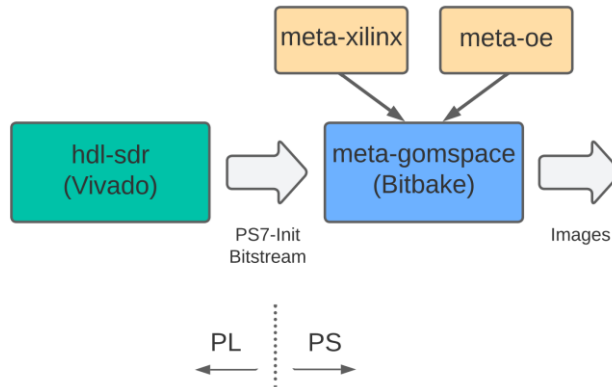 meta-xilinx
meta-oe
hdl-sdr
(Vivado)
meta-gomspace
(Bitbake)
PS7-Init
Bitstream
Images
PL
PS